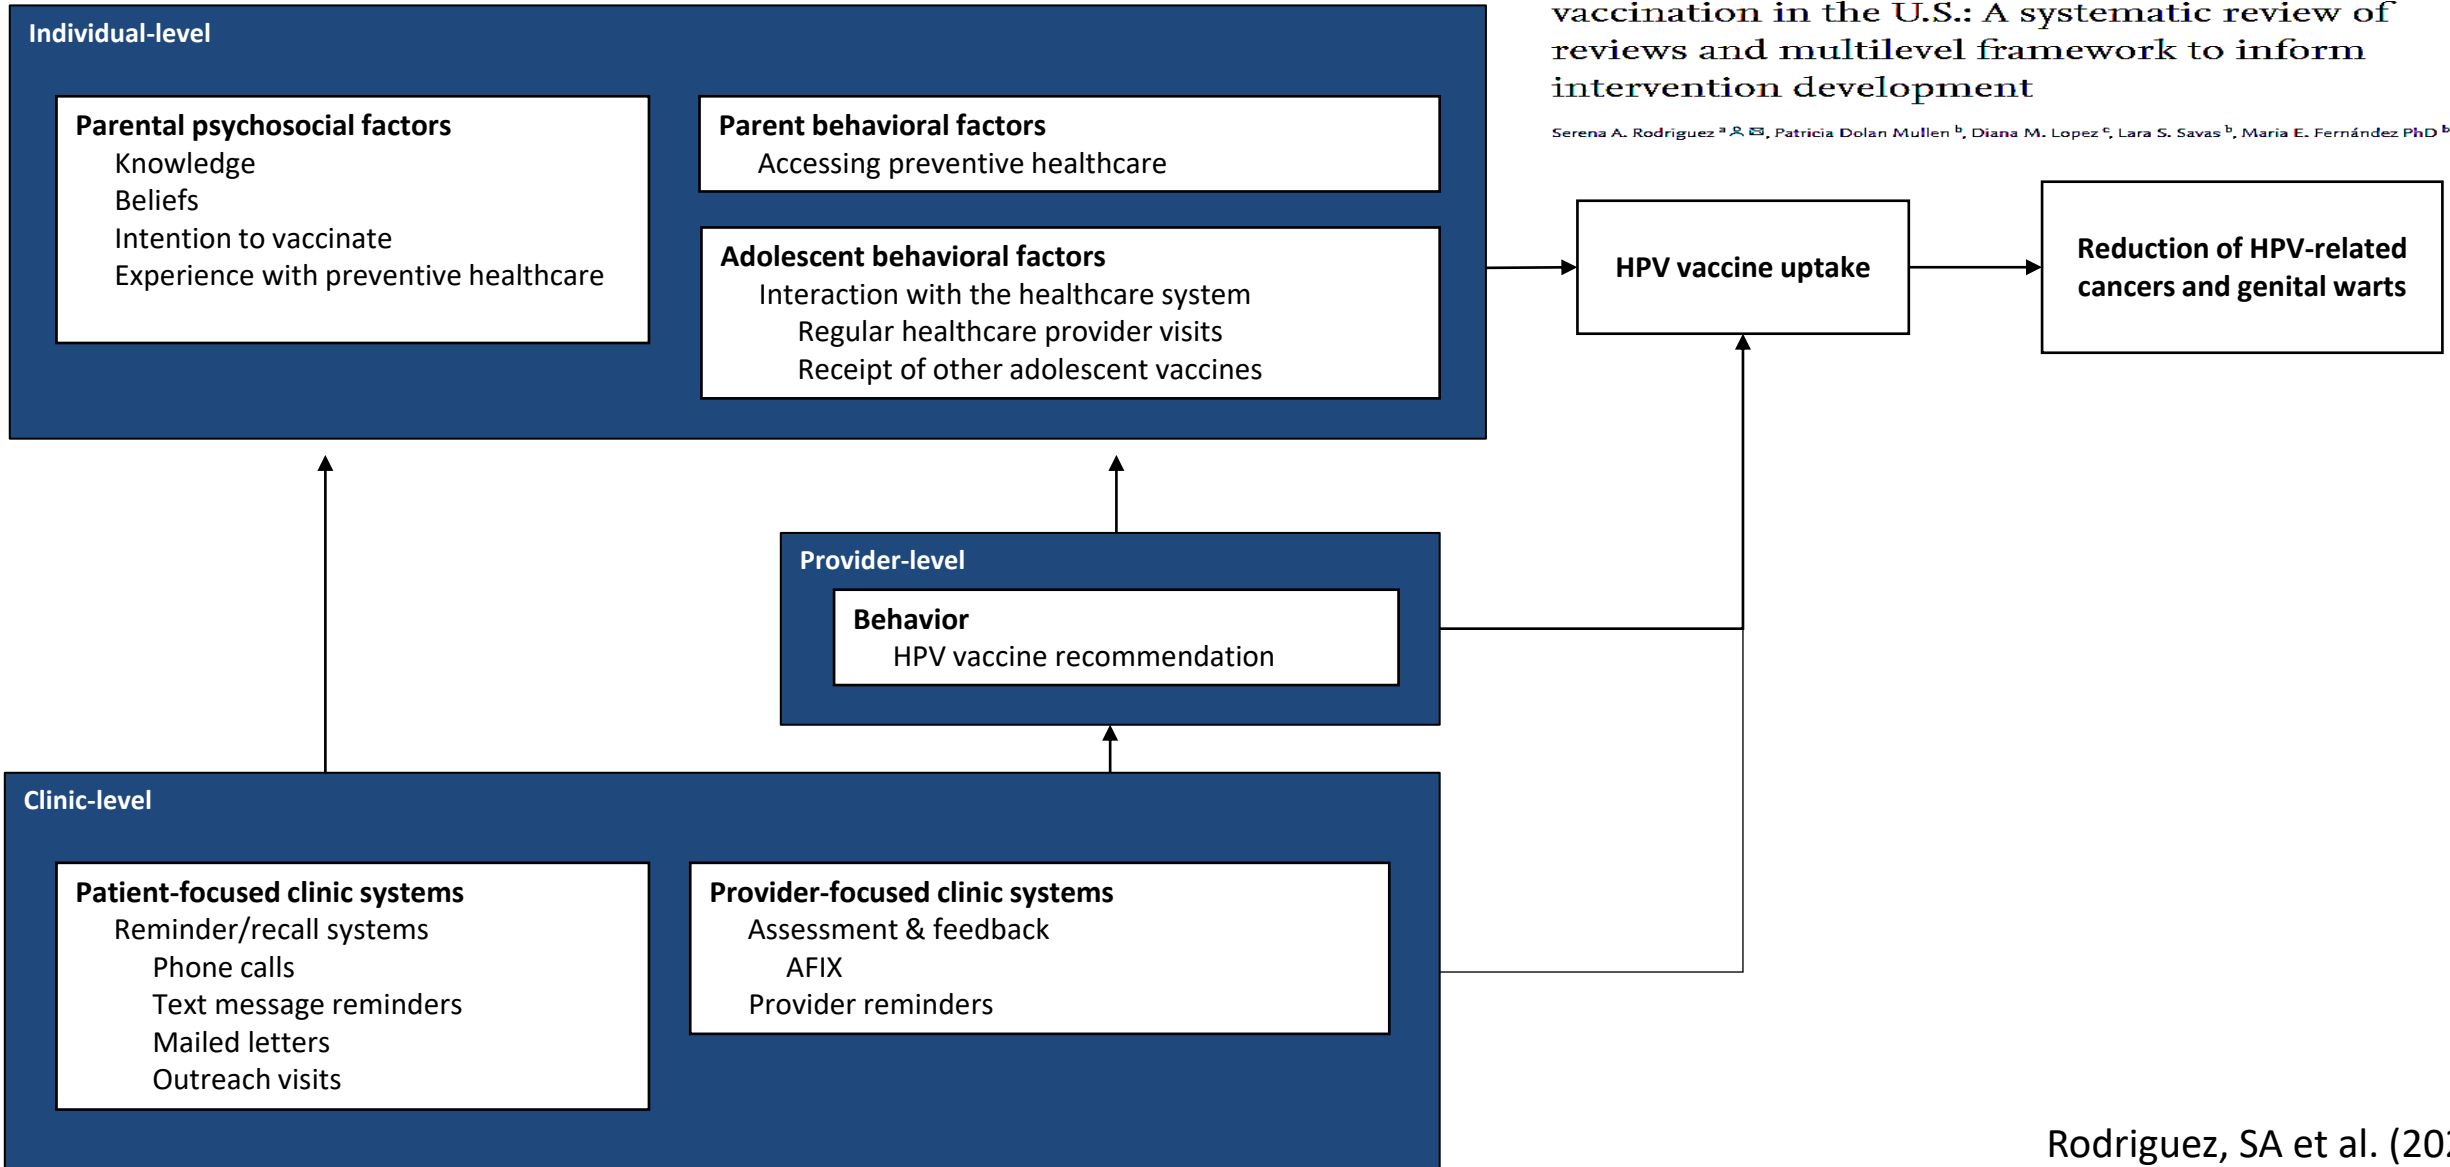 vaccination in the U.S.: A systematic review of
reviews and multilevel framework to inform
intervention development
Serena A. Rodriguez a, Patricia Dolan Mullen b, Diana M. Lopez c, Lara S. Savas b, Maria E. Fernández PhD b
Individual-level
Parental psychosocial factors
Knowledge
Beliefs
Intention to vaccinate
Experience with preventive healthcare
Parent behavioral factors
Accessing preventive healthcare
Adolescent behavioral factors
Interaction with the healthcare system
Regular healthcare provider visits
Receipt of other adolescent vaccines
HPV vaccine uptake
Reduction of HPV-related
cancers and genital warts
Provider-level
Behavior
HPV vaccine recommendation
Clinic-level
Patient-focused clinic systems
Reminder/recall systems
Phone calls
Text message reminders
Mailed letters
Outreach visits
Provider-focused clinic systems
Assessment & feedback
AFIX
Provider reminders
Rodriguez, SA et al.